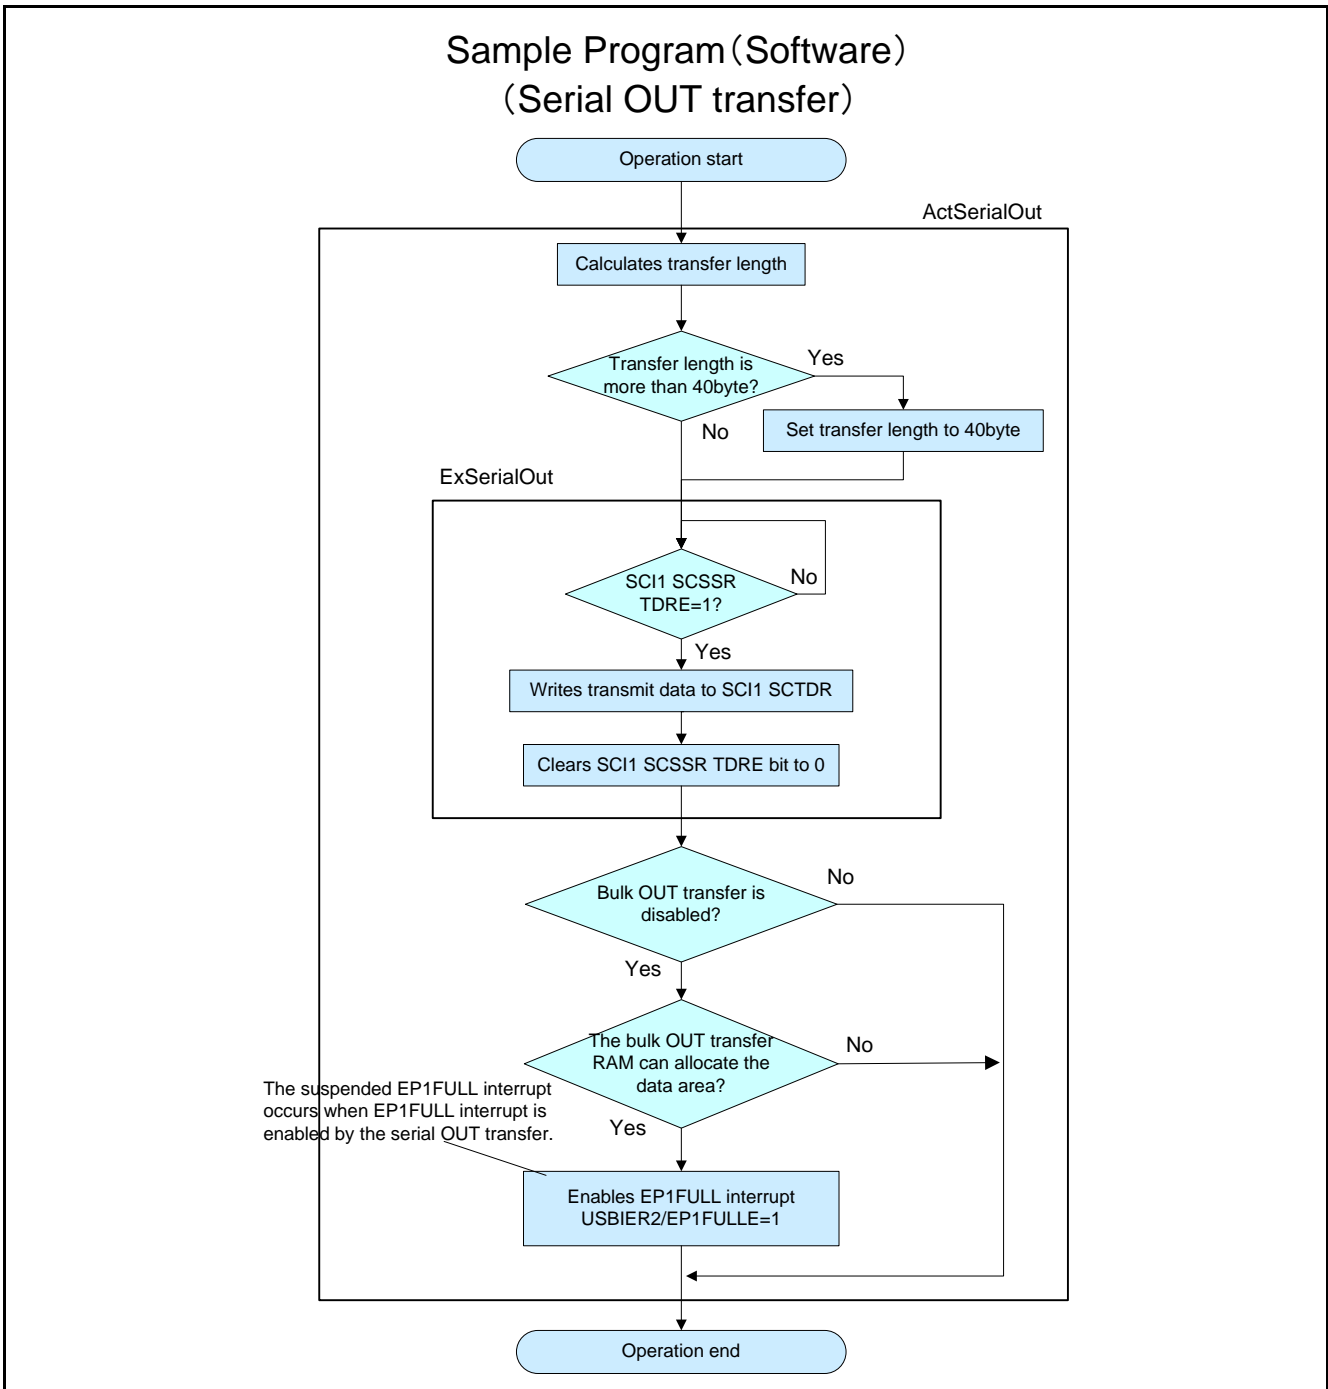 Sample Program（Software）
（Serial OUT transfer）
Operation start
ActSerialOut
Calculates transfer length
Transfer length is
more than 40byte?
Yes
Set transfer length to 40byte
No
ExSerialOut
SCI1 SCSSR
TDRE=1?
No
Yes
Writes transmit data to SCI1 SCTDR
Clears SCI1 SCSSR TDRE bit to 0
Bulk OUT transfer is
disabled?
No
Yes
The bulk OUT transfer
RAM can allocate the
data area?
No
The suspended EP1FULL interrupt
occurs when EP1FULL interrupt is
enabled by the serial OUT transfer.
Yes
Enables EP1FULL interrupt
USBIER2/EP1FULLE=1
Operation end